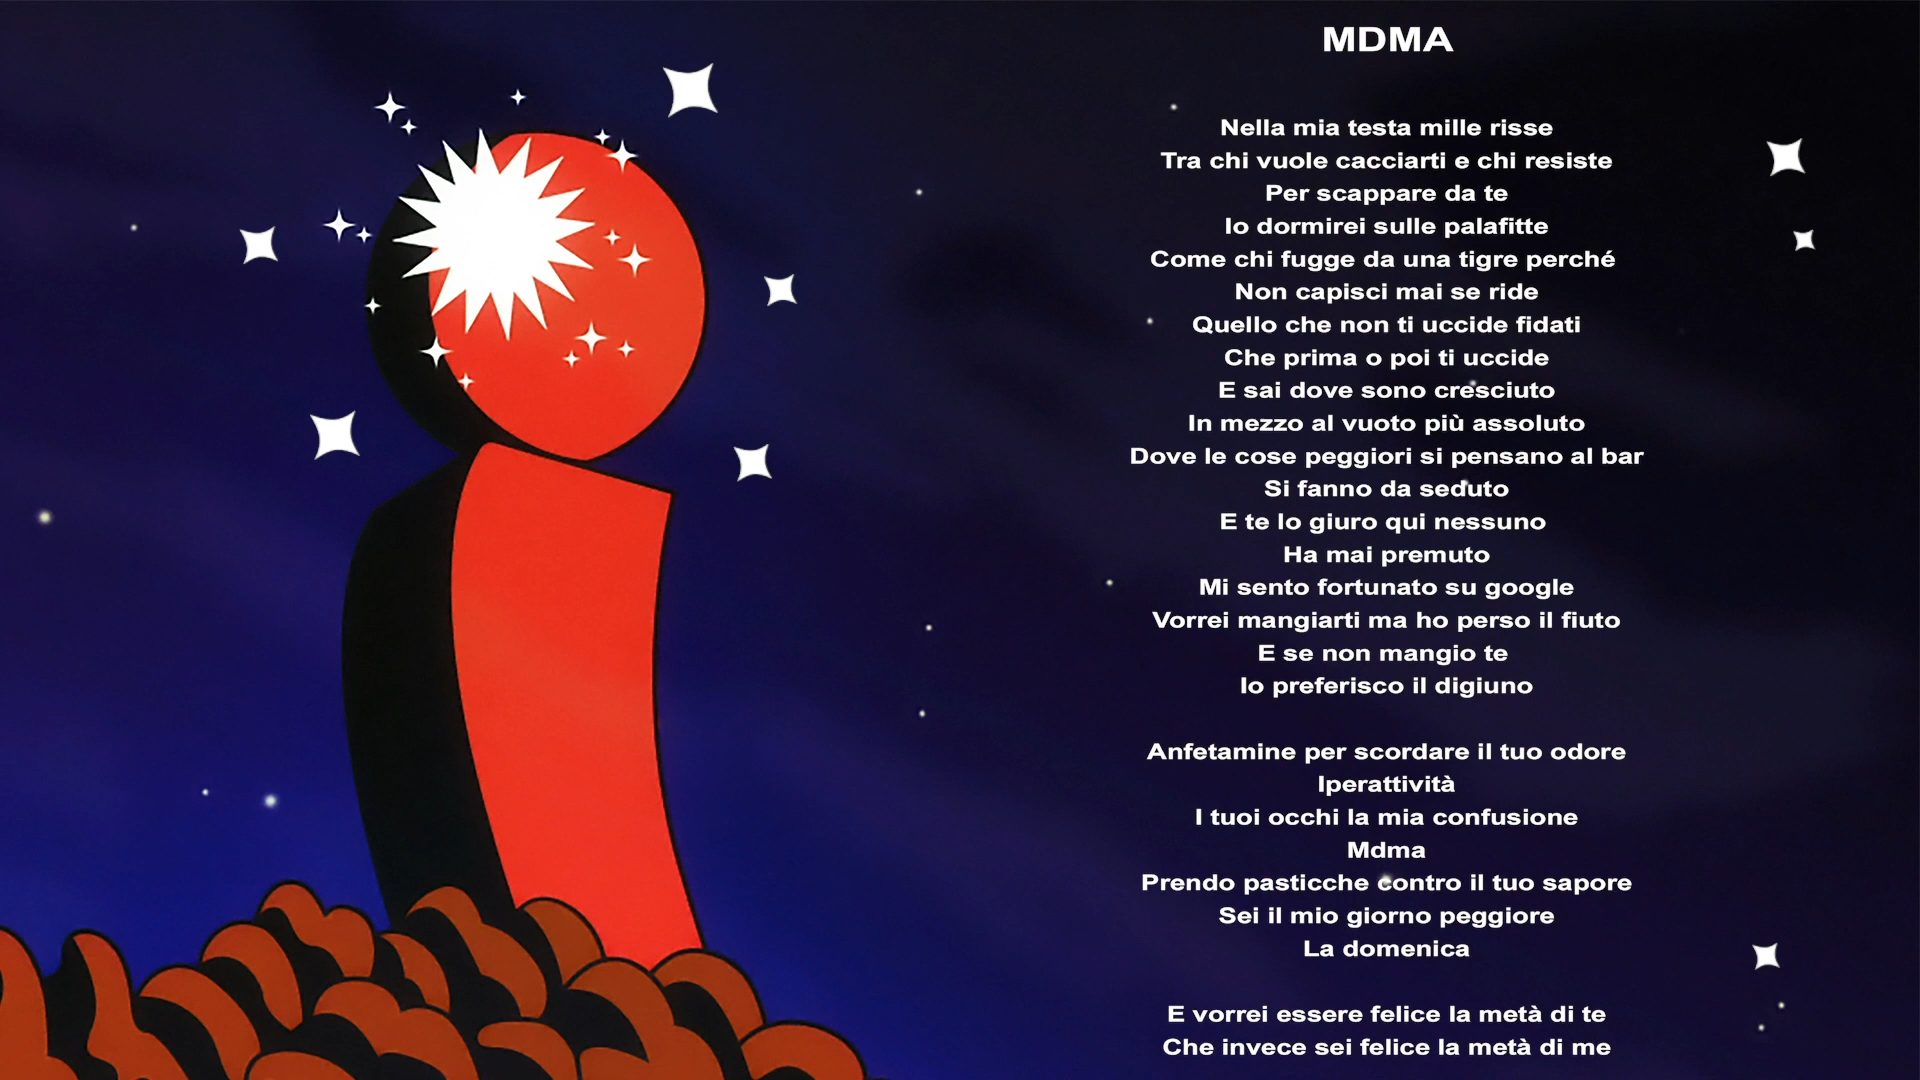 MDMA
Nella mia testa mille risse
Tra chi vuole cacciarti e chi resiste
Per scappare da te
Io dormirei sulle palafitte
Come chi fugge da una tigre perché
Non capisci mai se ride
Quello che non ti uccide fidati
Che prima o poi ti uccide
E sai dove sono cresciuto
In mezzo al vuoto più assoluto
Dove le cose peggiori si pensano al bar
Si fanno da seduto
E te lo giuro qui nessuno
Ha mai premuto
Mi sento fortunato su google
Vorrei mangiarti ma ho perso il fiuto
E se non mangio te
Io preferisco il digiuno
Anfetamine per scordare il tuo odore
Iperattività
I tuoi occhi la mia confusione
Mdma
Prendo pasticche contro il tuo sapore
Sei il mio giorno peggiore
La domenica
E vorrei essere felice la metà di te
Che invece sei felice la metà di me